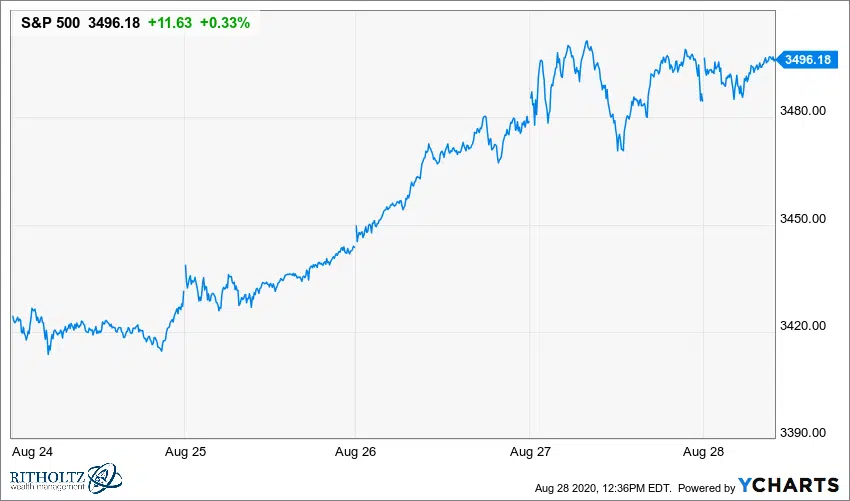 S&P 500 3496.18 +11.63 +0.33%
3496.18
3480.00
3450.00
3420.00
3390.00
Aug 24 Aug 25 Aug 26 Aug 27 Aug 28
RITHOLTZ
wealth management
Aug 28 2020, 12:36PM EDT. Powered by YCHARTS